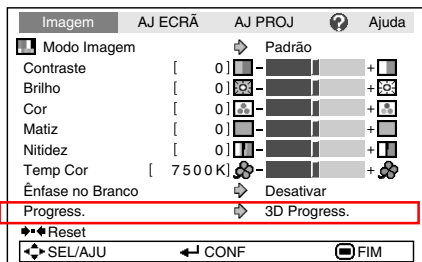 Imagem AJ ECRÃ AJ PROJ ? Ajuda
Modo Imagem Padrão
Contraste [ 0] - +
Brilho [ 0] - +
Cor [ 0] - +
Matiz [ 0] - +
Nitidez [ 0] - +
Temp Cor [ 7500K] - +
Ênfase no Branco Desativar
Progress. 3D Progress.
Reset
SEL/AJU CONF FIM